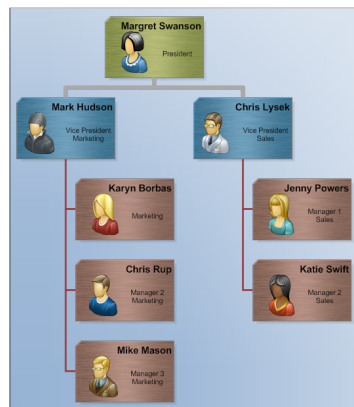 Margret Swanson
President
Mark Hudson
Vice President
Marketing
Chris Lysek
Vice President
Sales
Karyn Borbas
Marketing
Jenny Powers
Manager 1
Sales
Chris Rup
Manager 2
Marketing
Katie Swift
Manager 2
Sales
Mike Mason
Manager 3
Marketing